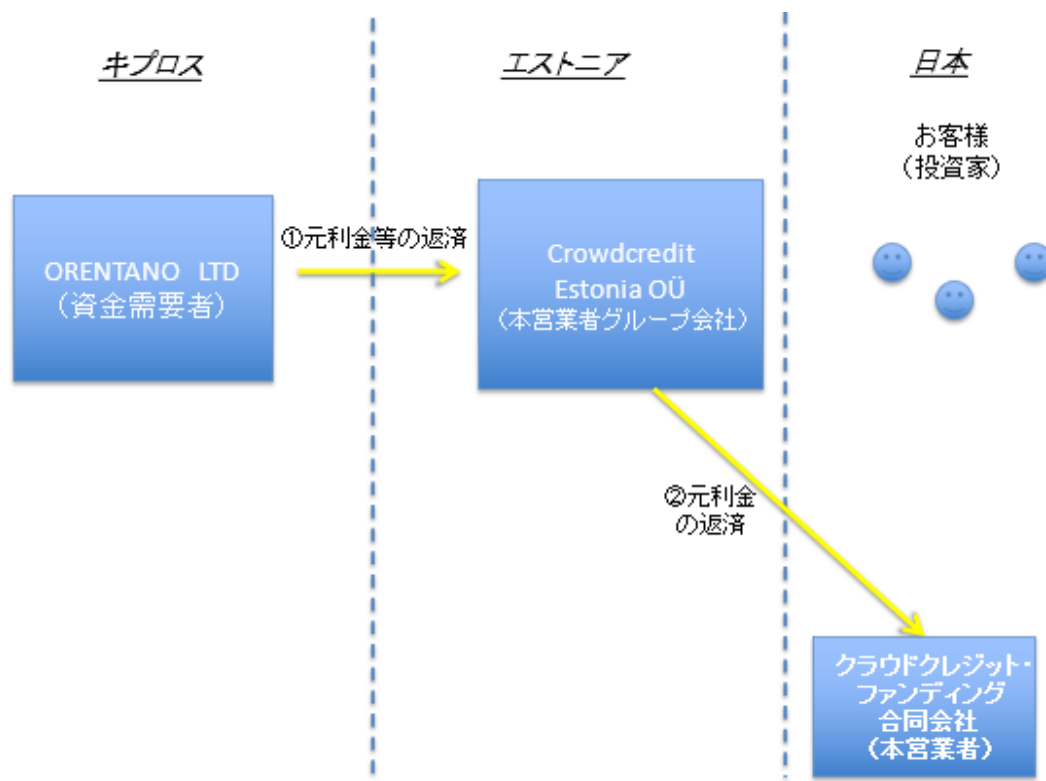 キプロス
エストニア
日本
お客様
（投資家）
ORENTANO LTD
（資金需要者）
①元利金等の返済
Crowdcredit
Estonia OÜ
（本営業者グループ会社）
②元利金
の返済
クラウドクレジット・
ファンディング
合同会社
（本営業者）